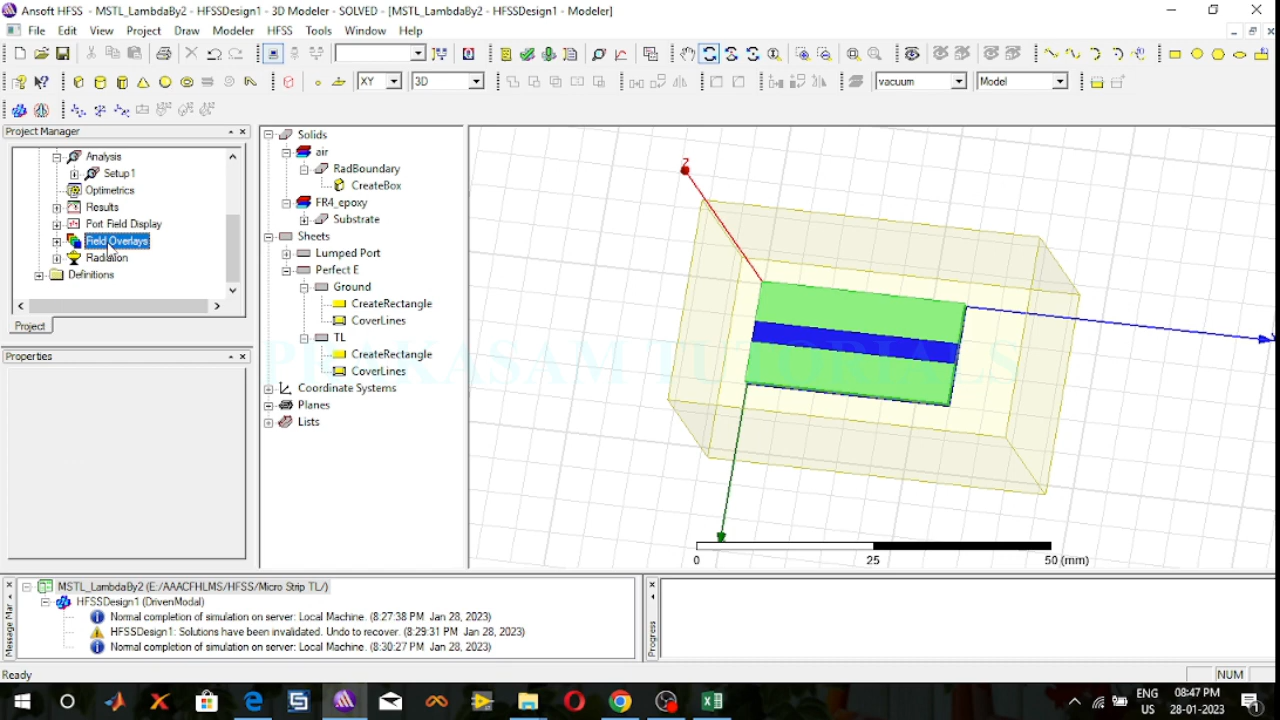 Ansoft HFSS - MSTL_LambdaBy2 - HFSSDesign1 - 3D Modeler - SOLVED - [MSTL_LambdaBy2 - HFSSDesign1 - Modeler]
File Edit View Project Draw Modeler HFSS Tools Window Help
XY 3D vacuum Model
Project Manager
Analysis
Setup1
Optimetrics
Results
Port Field Display
Field Overlays
Radiation
Definitions
Project
Properties
Solids
air
RadBoundary
CreateBox
FR4_epoxy
Substrate
Sheets
Lumped Port
Perfect E
Ground
CreateRectangle
CoverLines
TL
CreateRectangle
CoverLines
Coordinate Systems
Planes
Lists
Z
PRAKASAM TUTORIALS
0 25 50 (mm)
Message Mar
MSTL_LambdaBy2 (E:/AAACFHLMS/HFSS/Micro Strip TL/)
HFSSDesign1 (DrivenModal)
Normal completion of simulation on server: Local Machine. (8:27:38 PM Jan 28, 2023)
HFSSDesign1: Solutions have been invalidated. Undo to recover. (8:29:31 PM Jan 28, 2023)
Normal completion of simulation on server: Local Machine. (8:30:27 PM Jan 28, 2023)
Progress
Ready
NUM
ENG 08:47 PM
US 28-01-2023